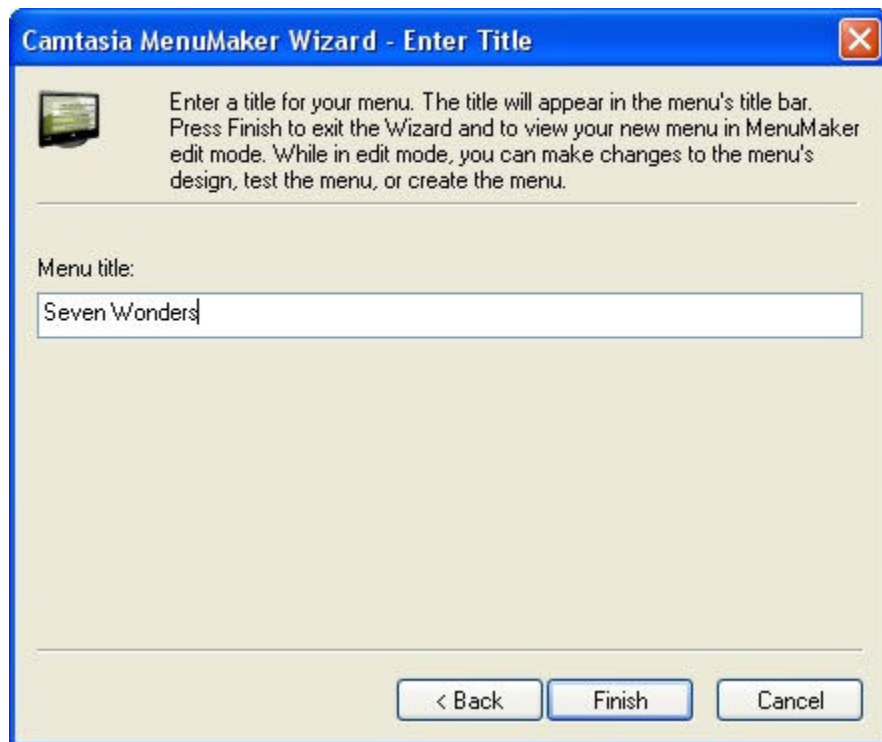 Camtasia MenuMaker Wizard - Enter Title
Enter a title for your menu. The title will appear in the menu's title bar.
Press Finish to exit the Wizard and to view your new menu in MenuMaker
edit mode. While in edit mode, you can make changes to the menu's
design, test the menu, or create the menu.
Menu title:
Seven Wonders
< Back Finish Cancel